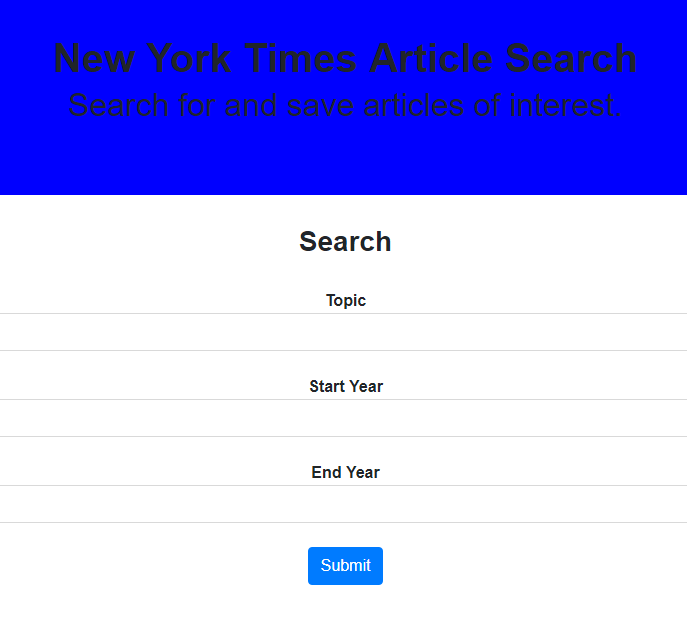 New York Times Article Search
Search for and save articles of interest.
Search
Topic
Start Year
End Year
Submit